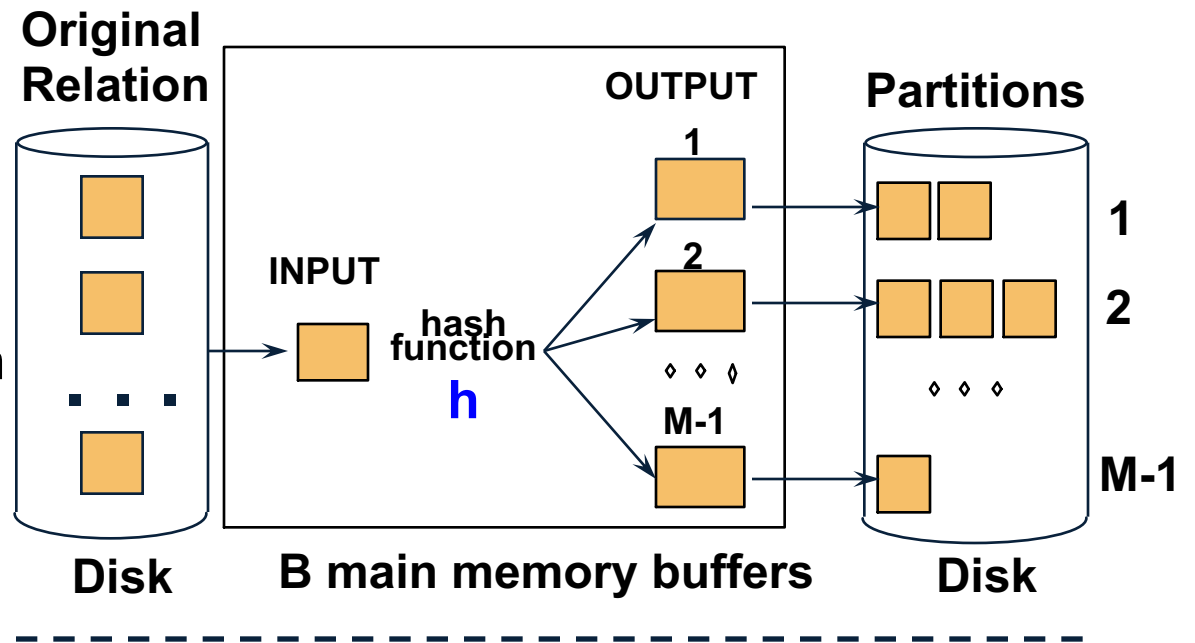 Original
Relation
OUTPUT
Partitions
1
1
INPUT
2
2
hash
function
h
M-1
M-1
Disk
B main memory buffers
Disk